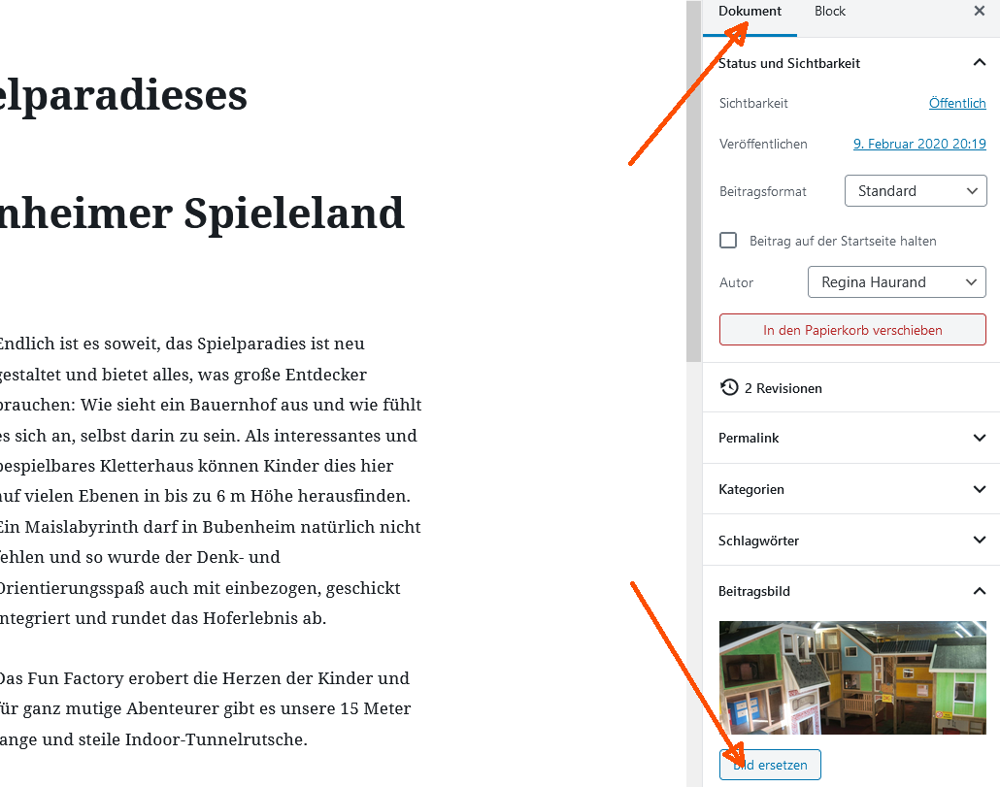 elparadieses
nheimer Spieleland
Endlich ist es soweit, das Spielparadies ist neu
gestaltet und bietet alles, was große Entdecker
brauchen: Wie sieht ein Bauernhof aus und wie fühlt
es sich an, selbst darin zu sein. Als interessantes und
bespielbares Kletterhaus können Kinder dies hier
auf vielen Ebenen in bis zu 6 m Höhe herausfinden.
Ein Maislabyrinth darf in Bubenheim natürlich nicht
fehlen und so wurde der Denk- und
Orientierungsspaß auch mit einbezogen, geschickt
ntegriert und rundet das Hoferlebnis ab.
Das Fun Factory erobert die Herzen der Kinder und
für ganz mutige Abenteurer gibt es unsere 15 Meter
ange und steile Indoor-Tunnelrutsche.
Dokument Block ×
Status und Sichtbarkeit
Sichtbarkeit Öffentlich
Veröffentlichen 9. Februar 2020 20:19
Beitragsformat Standard
Beitrag auf der Startseite halten
Autor Regina Haurand
In den Papierkorb verschieben
2 Revisionen
Permalink
Kategorien
Schlagwörter
Beitragsbild
Bild ersetzen